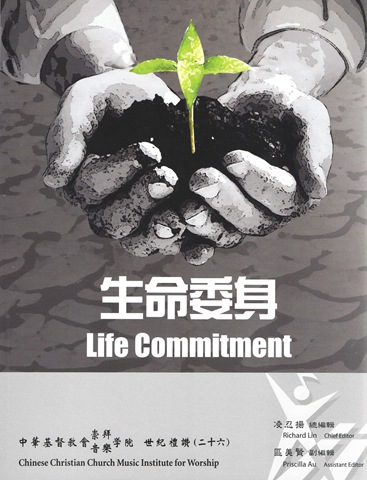 生命委身
Life Commitment
中華基督教會崇拜音樂學院 世紀禮讚(二十六)
Chinese Christian Church Music Institute for Worship
凌忍揚 總編輯
Richard Lin Chief Editor
區美賢 副編輯
Priscilla Au Assistant Editor